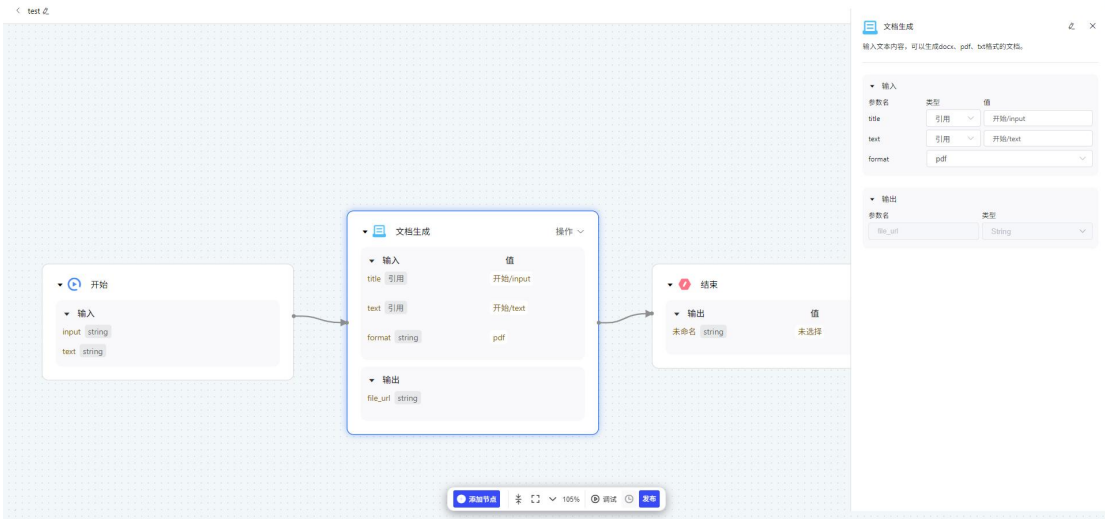 test
开始
输入
input string
text string
文档生成 操作
输入 值
title 引用 开始/input
text 引用 开始/text
format string pdf
输出
file_url string
结束
输出 值
未命名 string 未选择
添加节点 105% 调试 发布
文档生成
输入文本内容，可以生成docx、pdf、txt格式的文档。
输入
参数名 类型 值
title 引用 开始/input
text 引用 开始/text
format pdf
输出
参数名 类型
file_url String